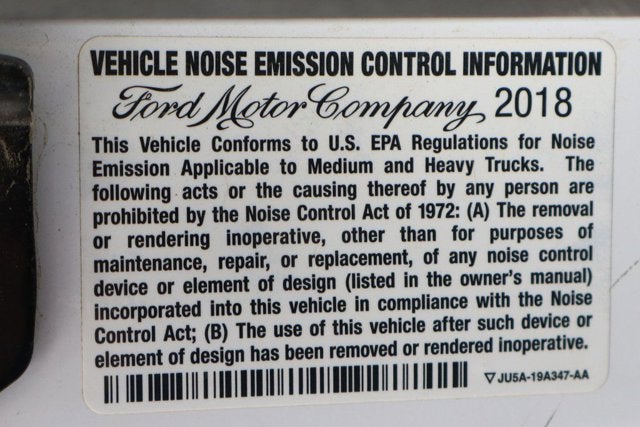 VEHICLE NOISE EMISSION CONTROL INFORMATION
Ford Motor Company 2018
This Vehicle Conforms to U.S. EPA Regulations for Noise
Emission Applicable to Medium and Heavy Trucks. The
following acts or the causing thereof by any person are
prohibited by the Noise Control Act of 1972: (A) The removal
or rendering inoperative, other than for purposes of
maintenance, repair, or replacement, of any noise control
device or element of design (listed in the owner's manual)
incorporated into this vehicle in compliance with the Noise
Control Act; (B) The use of this vehicle after such device or
element of design has been removed or rendered inoperative.
▽JU5A-19A347-AA